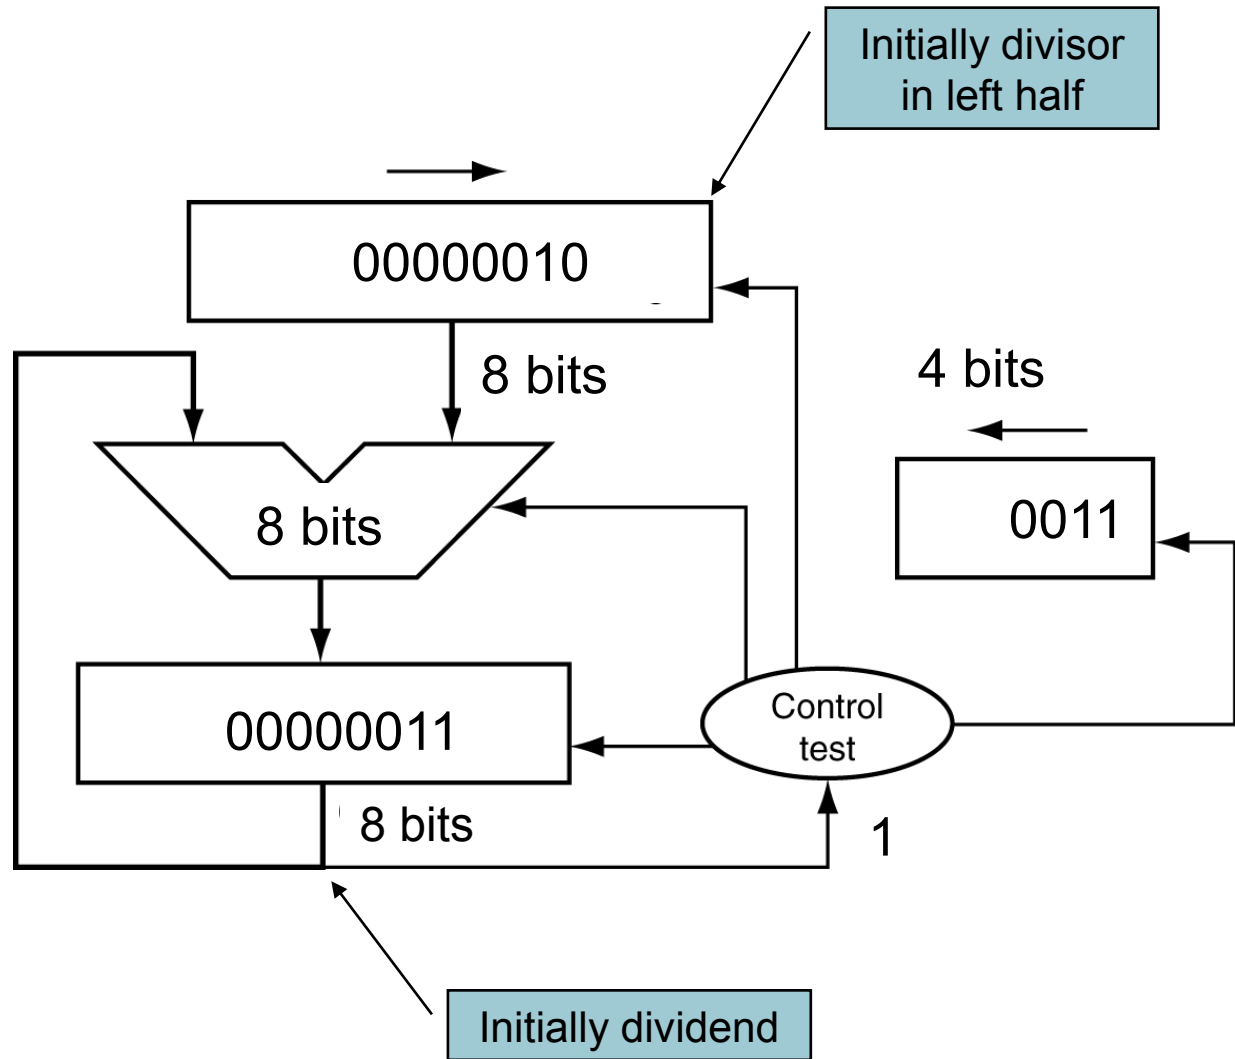 Initially divisor
in left half
00000010
8 bits
4 bits
8 bits
0011
00000011
Control
test
8 bits
1
Initially dividend